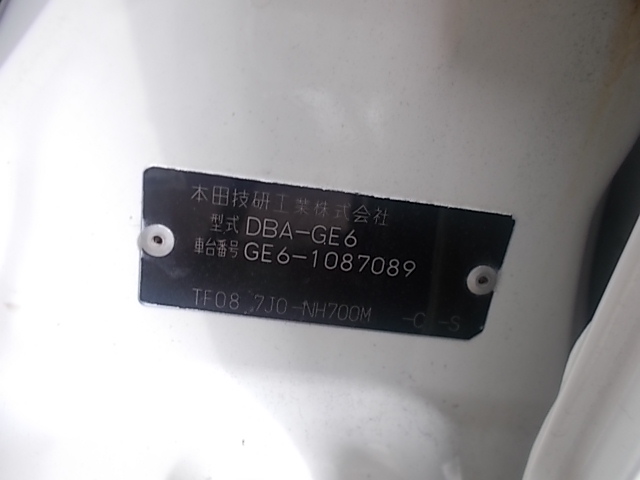 本田技研工業株式会社
型式 DBA-GE6
車台番号 GE6-1087089
TF08 7J0-NH700M -C -S